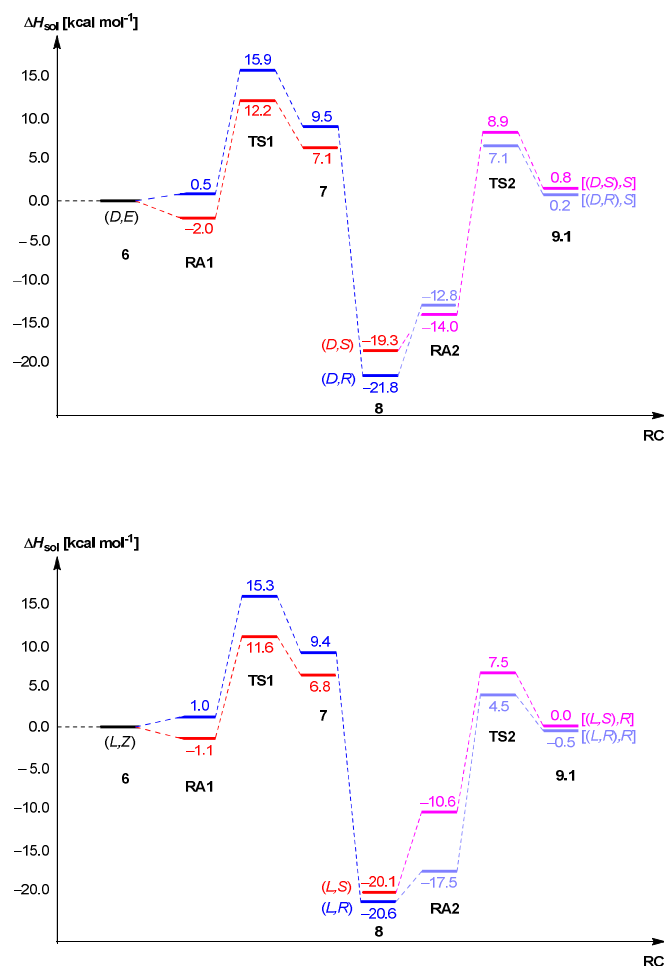 ΔHsol [kcal mol-1]
15.9
15.0
12.2
10.0
9.5
8.9
TS1
7.1
7.1
5.0
7
TS2
0.8
[(D,S),S]
0.5
0.2
[(D,R),S]
0.0
(D,E)
−2.0
−5.0
9.1
6
RA1
−10.0
−12.8
−15.0
−14.0
(D,S)
−19.3
RA2
−20.0
(D,R)
−21.8
8
RC
ΔHsol [kcal mol-1]
15.3
15.0
11.6
10.0
9.4
TS1
7.5
6.8
5.0
7
4.5
TS2
1.0
0.0
[(L,S),R]
0.0
(L,Z)
−0.5
[(L,R),R]
−1.1
−5.0
6
RA1
9.1
−10.0
−10.6
−15.0
−17.5
(L,S)
−20.1
−20.0
(L,R)
−20.6
RA2
8
RC